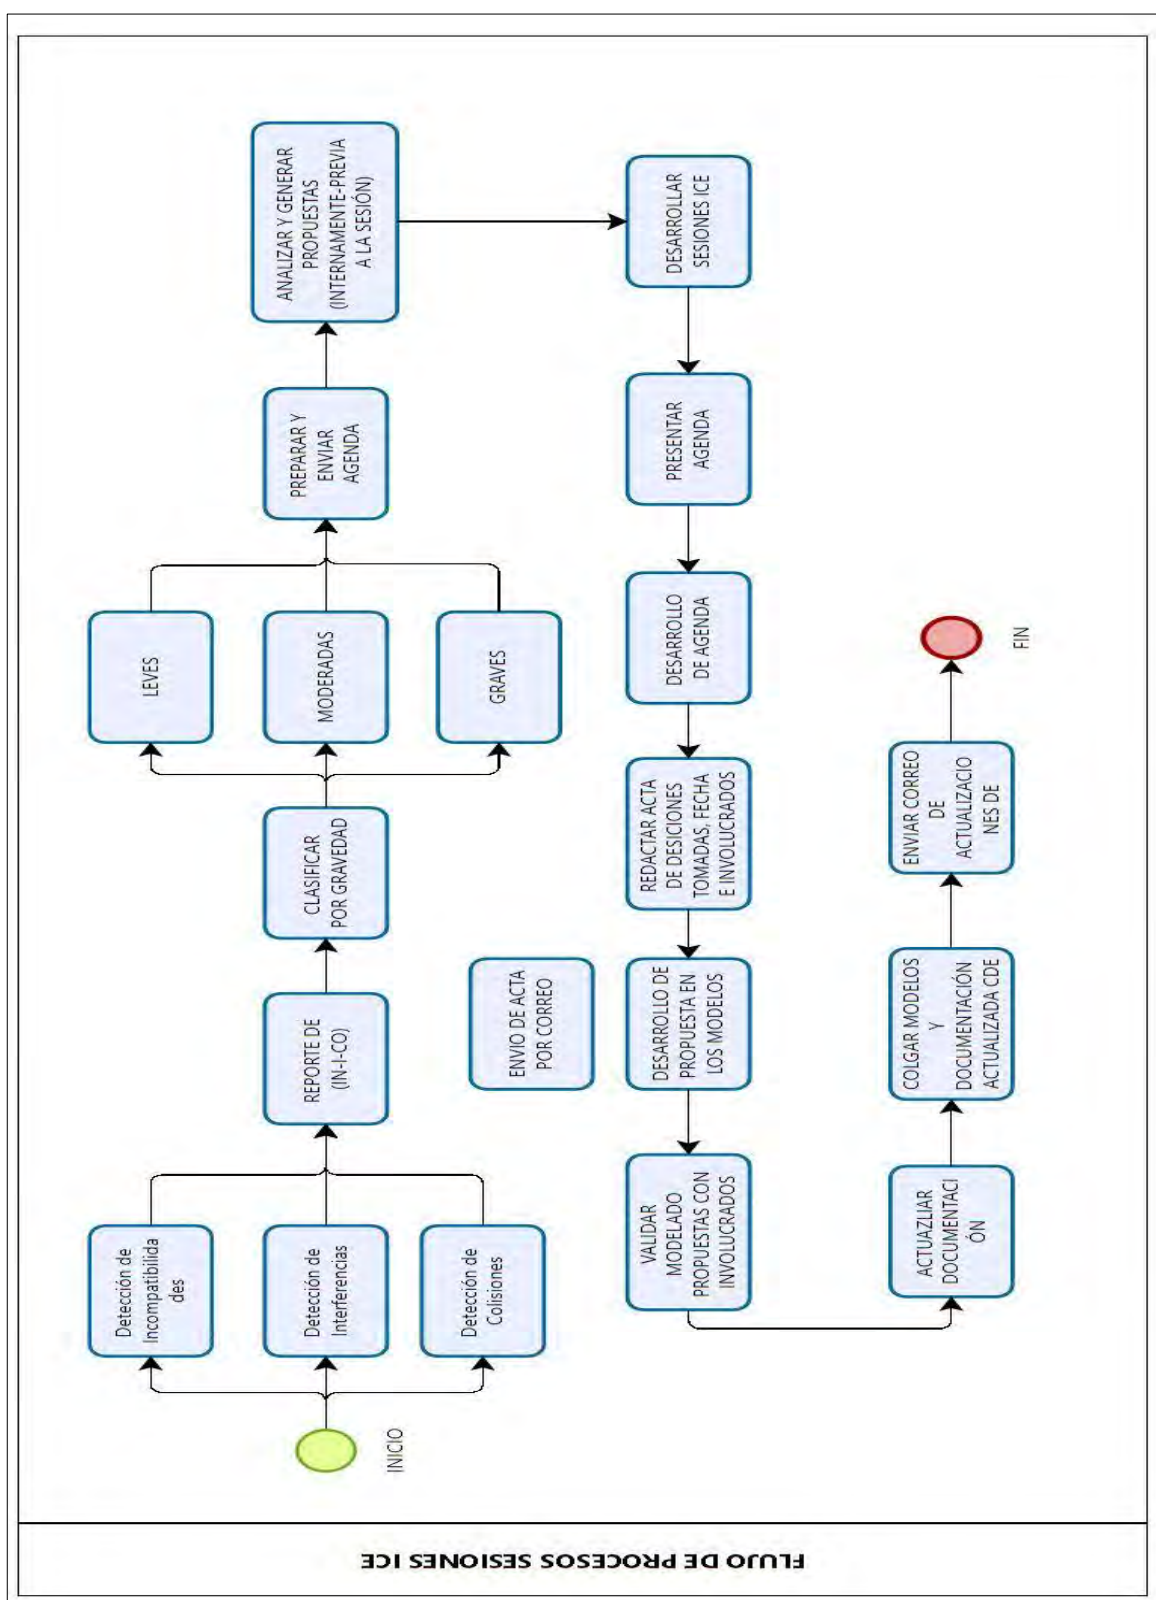 FLUJO DE PROCESOS SESIONES ICE
INICIO
Detección de
Incompatibilida
des
Detección de
Interferencias
Detección de
Colisiones
REPORTE DE
(IN-I-CO)
CLASIFICAR
POR GRAVEDAD
LEVES
MODERADAS
GRAVES
PREPARAR Y
ENVIAR
AGENDA
ANALIZAR Y GENERAR
PROPUESTAS
(INTERNAMENTE-PREVIA
A LA SESIÓN)
DESARROLLAR
SESIONES ICE
PRESENTAR
AGENDA
DESARROLLO
DE AGENDA
REDACTAR ACTA
DE DESICIONES
TOMADAS, FECHA
E INVOLUCRADOS
ENVIO DE ACTA
POR CORREO
DESARROLLO DE
PROPUESTA EN
LOS MODELOS
VALIDAR
MODELADO
PROPUESTAS CON
INVOLUCRADOS
ACTUAZLIAR
DOCUMENTACI
ÓN
COLGAR MODELOS
Y
DOCUMENTACIÓN
ACTUALIZADA CDE
ENVIAR CORREO
DE
ACTUALIZACIO
NES DE
FIN